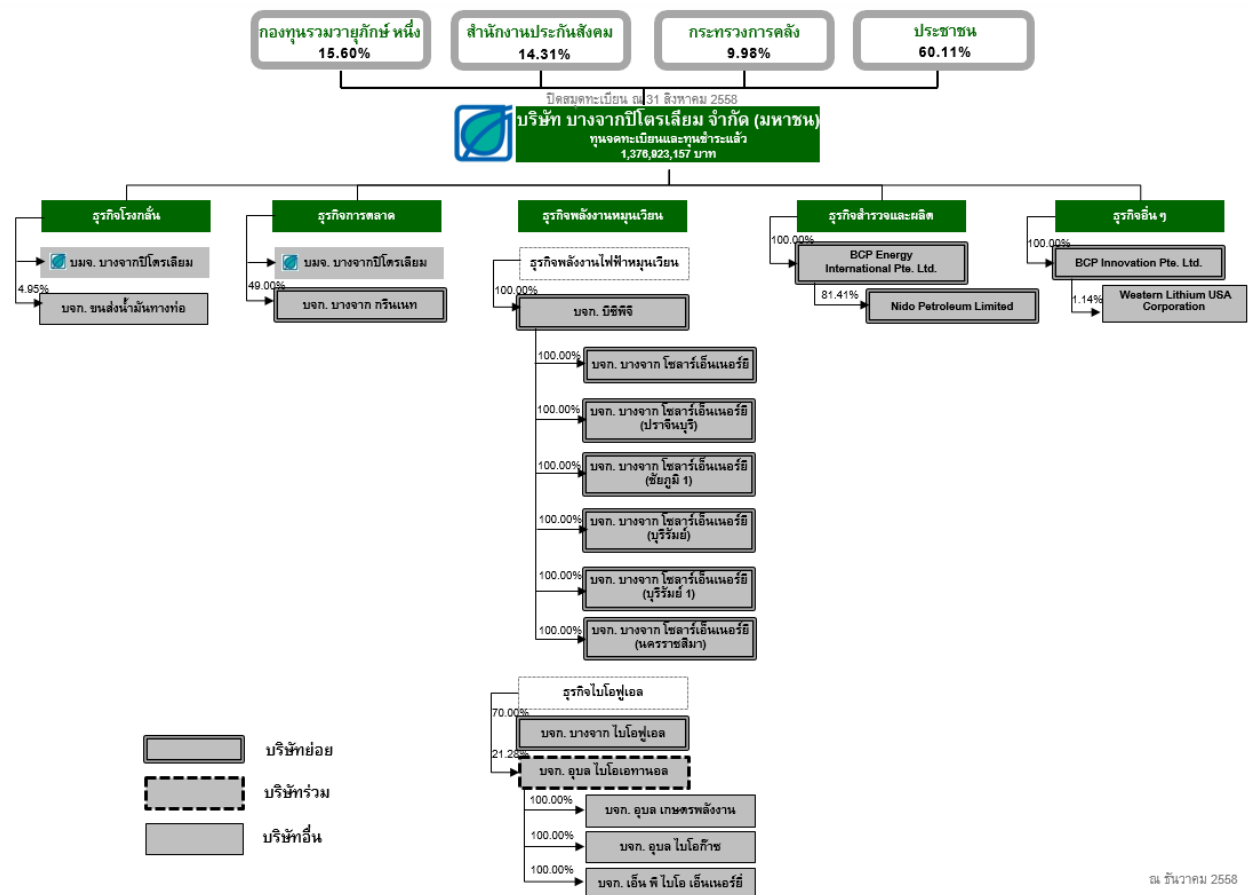 กองทุนรวมวายุภักษ์ หนึ่ง
15.60%
สำนักงานประกันสังคม
14.31%
กระทรวงการคลัง
9.98%
ประชาชน
60.11%
ปิดสมุดทะเบียน ณ 31 สิงหาคม 2558
บริษัท บางจากปิโตรเลียม จำกัด (มหาชน)
ทุนจดทะเบียนและทุนชำระแล้ว
1,376,923,157 บาท
ธุรกิจโรงกลั่น
บมจ. บางจากปิโตรเลียม
4.95%
บจก. ขนส่งน้ำมันทางท่อ
ธุรกิจการตลาด
บมจ. บางจากปิโตรเลียม
49.00%
บจก. บางจาก กรีนเนท
ธุรกิจพลังงานหมุนเวียน
ธุรกิจพลังงานไฟฟ้าหมุนเวียน
100.00%
บจก. บีซีพีจี
100.00%
บจก. บางจาก โซลาร์เอ็นเนอร์ยี
100.00%
บจก. บางจาก โซลาร์เอ็นเนอร์ยี
(ปราจีนบุรี)
100.00%
บจก. บางจาก โซลาร์เอ็นเนอร์ยี
(ชัยภูมิ 1)
100.00%
บจก. บางจาก โซลาร์เอ็นเนอร์ยี
(บุรีรัมย์)
100.00%
บจก. บางจาก โซลาร์เอ็นเนอร์ยี
(บุรีรัมย์ 1)
100.00%
บจก. บางจาก โซลาร์เอ็นเนอร์ยี
(นครราชสีมา)
ธุรกิจไบโอฟูเอล
70.00%
บจก. บางจาก ไบโอฟูเอล
21.28%
บจก. อุบล ไบโอเอทานอล
100.00%
บจก. อุบล เกษตรพลังงาน
100.00%
บจก. อุบล ไบโอก๊าซ
100.00%
บจก. เอ็น พี ไบโอ เอ็นเนอร์ยี่
ธุรกิจสำรวจและผลิต
100.00%
BCP Energy
International Pte. Ltd.
81.41%
Nido Petroleum Limited
ธุรกิจอื่น ๆ
100.00%
BCP Innovation Pte. Ltd.
1.14%
Western Lithium USA
Corporation
บริษัทย่อย
บริษัทร่วม
บริษัทอื่น
ณ ธันวาคม 2558